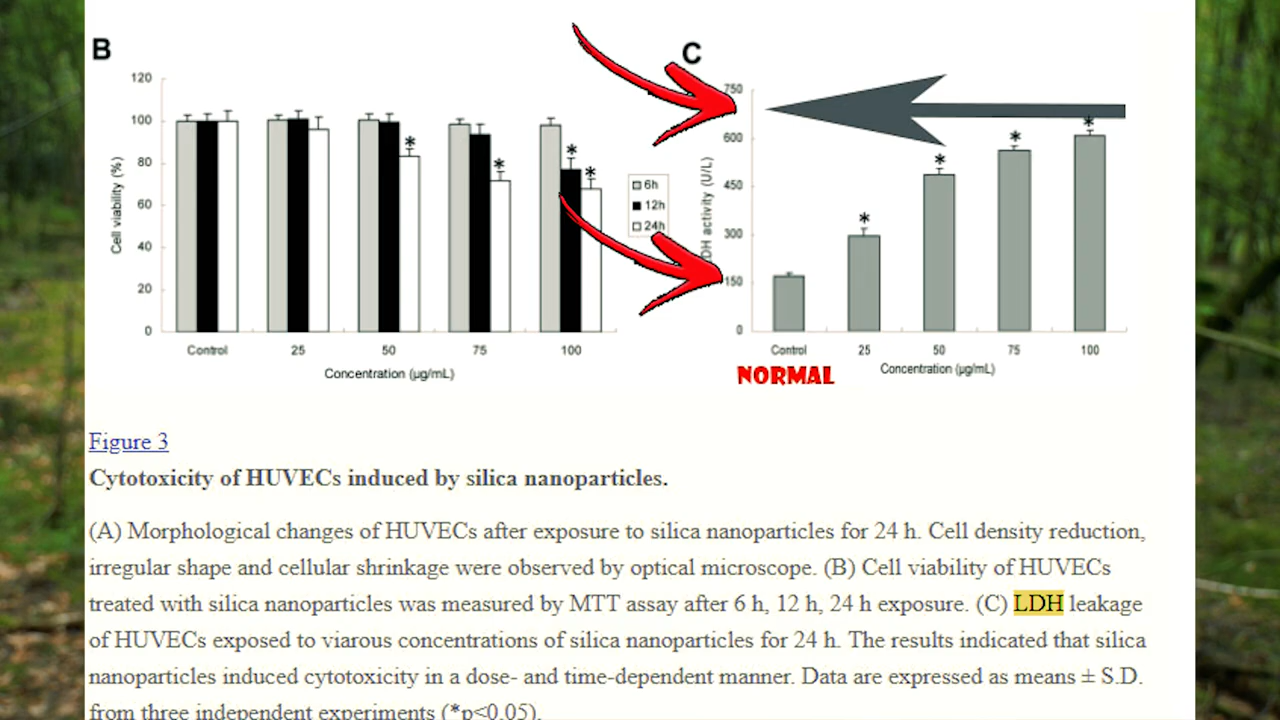 B
C
120
100
80
60
40
20
0
Cell viability (%)
Control 25 50 75 100
Concentration (µg/mL)
* * * *
6h
12h
24h
750
600
450
300
150
0
DH activity (U/L)
* * * *
Control 25 50 75 100
Concentration (µg/mL)
NORMAL
Figure 3
Cytotoxicity of HUVECs induced by silica nanoparticles.
(A) Morphological changes of HUVECs after exposure to silica nanoparticles for 24 h. Cell density reduction,
irregular shape and cellular shrinkage were observed by optical microscope. (B) Cell viability of HUVECs
treated with silica nanoparticles was measured by MTT assay after 6 h, 12 h, 24 h exposure. (C) LDH leakage
of HUVECs exposed to viarous concentrations of silica nanoparticles for 24 h. The results indicated that silica
nanoparticles induced cytotoxicity in a dose- and time-dependent manner. Data are expressed as means ± S.D.
from three independent experiments (*p<0.05).